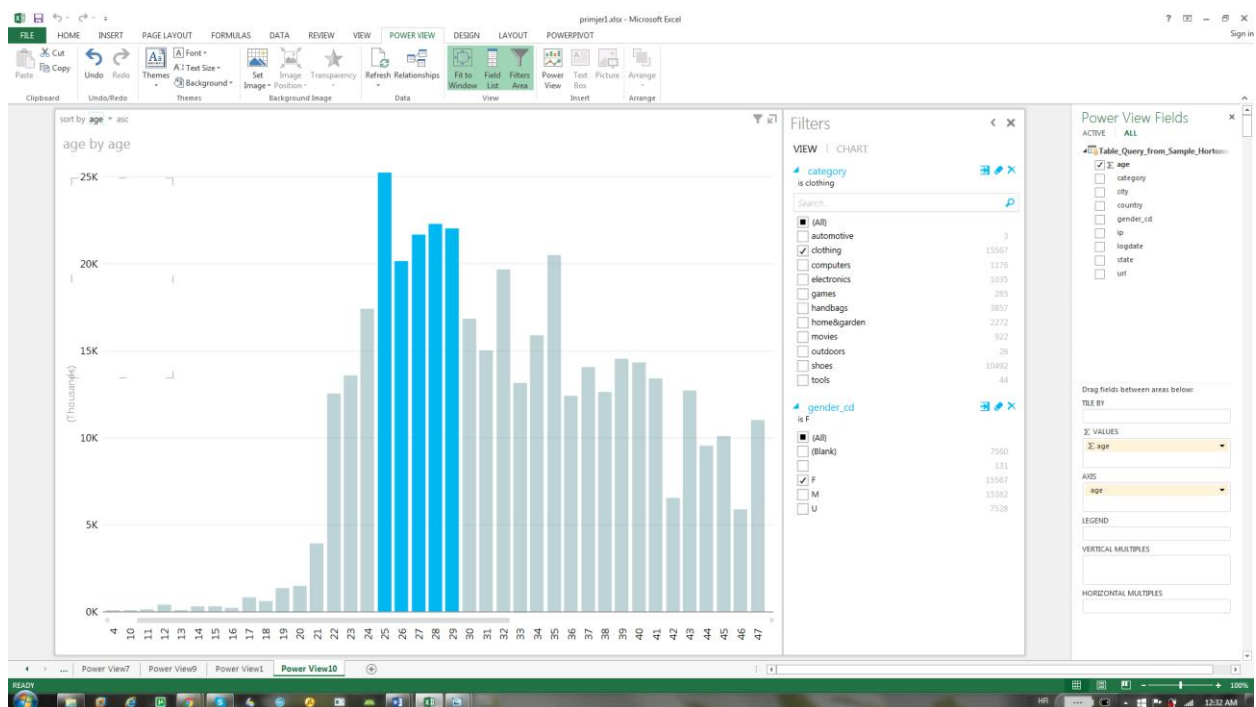 primjer1.xlsx - Microsoft Excel
Sign in
FILE HOME INSERT PAGE LAYOUT FORMULAS DATA REVIEW VIEW POWER VIEW DESIGN LAYOUT POWERPIVOT
Paste
Cut
Copy
Clipboard
Undo Redo
Undo/Redo
Themes
Font
Text Size
Background
Themes
Set Image
Image Position
Transparency
Background Image
Refresh Relationships
Data
Fit to Window
Field List
Filters Area
View
Power View
Text Box
Picture
Insert
Arrange
Arrange
sort by age asc
age by age
25K
20K
15K
10K
5K
0K
(Thousands)
4 10 11 12 13 14 15 16 17 18 19 20 21 22 23 24 25 26 27 28 29 30 31 32 33 34 35 36 37 38 39 40 41 42 43 44 45 46 47
Filters
VIEW | CHART
category
is clothing
Search...
(All)
automotive 3
clothing 15567
computers 1176
electronics 1035
games 285
handbags 3857
home&garden 2272
movies 922
outdoors 26
shoes 10492
tools 44
gender_cd
is F
(All)
(Blank) 7560
131
F 15567
M 15382
U 7528
Power View Fields
ACTIVE ALL
Table_Query_from_Sample_Horton
Σ age
category
city
country
gender_cd
ip
logdate
state
url
Drag fields between areas below:
TILE BY
Σ VALUES
Σ age
AXIS
age
LEGEND
VERTICAL MULTIPLES
HORIZONTAL MULTIPLES
... Power View7 Power View9 Power View1 Power View10
READY
100%
HR
12:32 AM